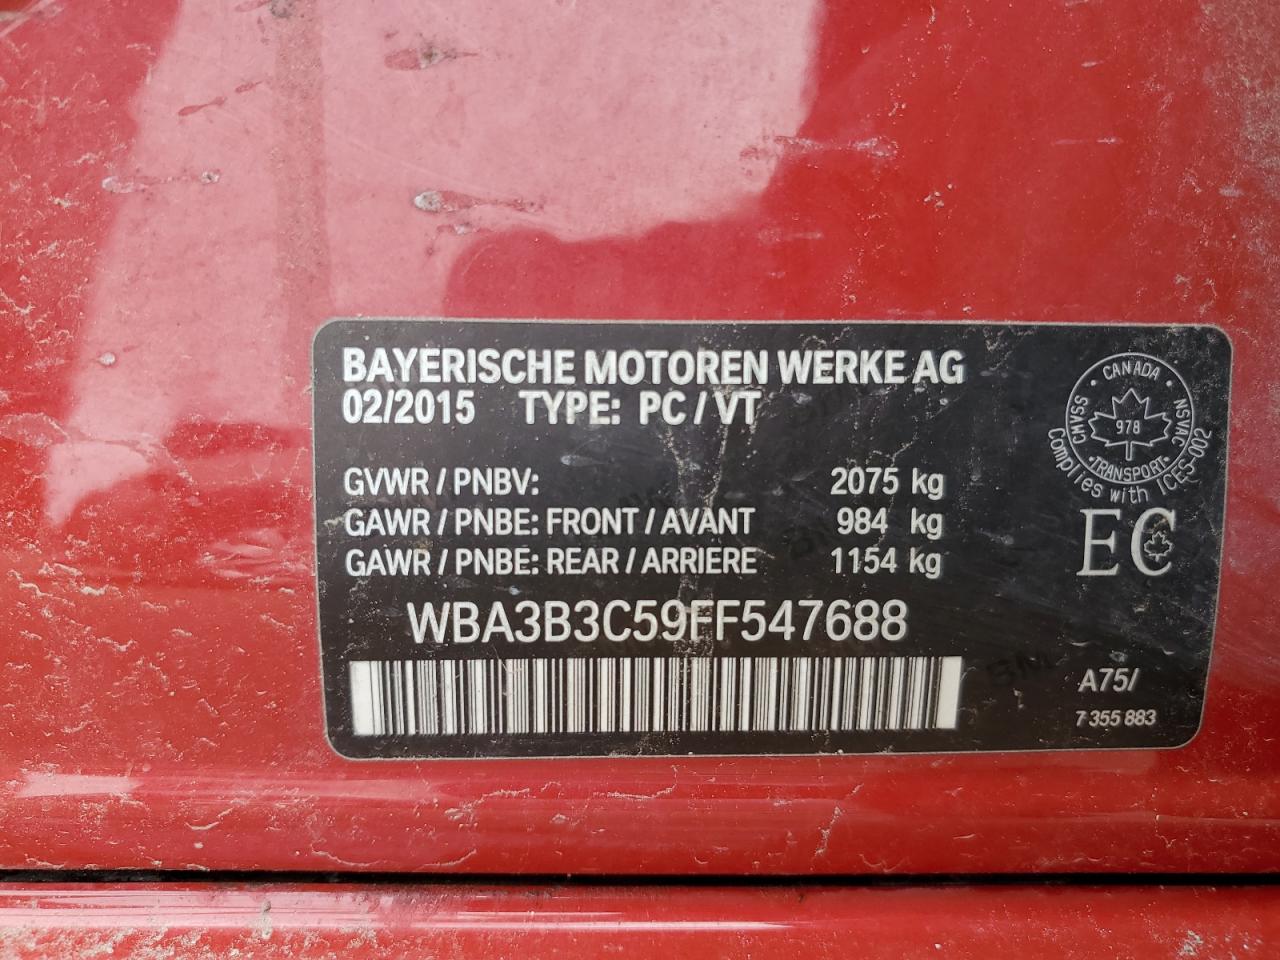 BAYERISCHE MOTOREN WERKE AG
02/2015 TYPE: PC / VT
GVWR / PNBV: 2075 kg
GAWR / PNBE: FRONT / AVANT 984 kg
GAWR / PNBE: REAR / ARRIERE 1154 kg
WBA3B3C59FF547688
CANADA
CMVSS
978
NSVAC
TRANSPORT
Complies with ICES-002
EC
A75/
7 355 883